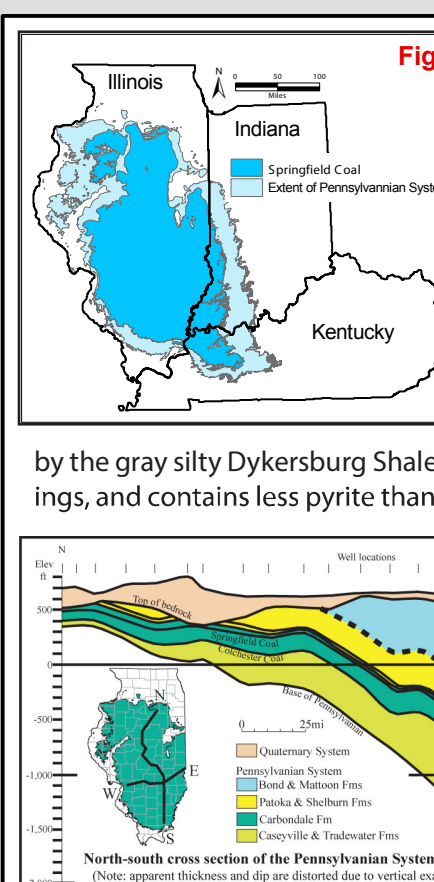 Fig
Illinois
N
0 50 100
Miles
Indiana
Springfield Coal
Extent of Pennsylvannian Syste
Kentucky
by the gray silty Dykersburg Shale
ings, and contains less pyrite than
N
Elev
ft
Well locations
500
Top of bedrock
Springfield Coal
Colchester Coal
0
Base of Pennsylvanian
-500
N
0 25mi
Quaternary System
Pennsylvanian System
-1,000
E
Bond & Mattoon Fms
W
Patoka & Shelburn Fms
Carbondale Fm
-1,500
S
Caseyville & Tradewater Fms
North-south cross section of the Pennsylvanian System
(Note: apparent thickness and dip are distorted due to vertical exa